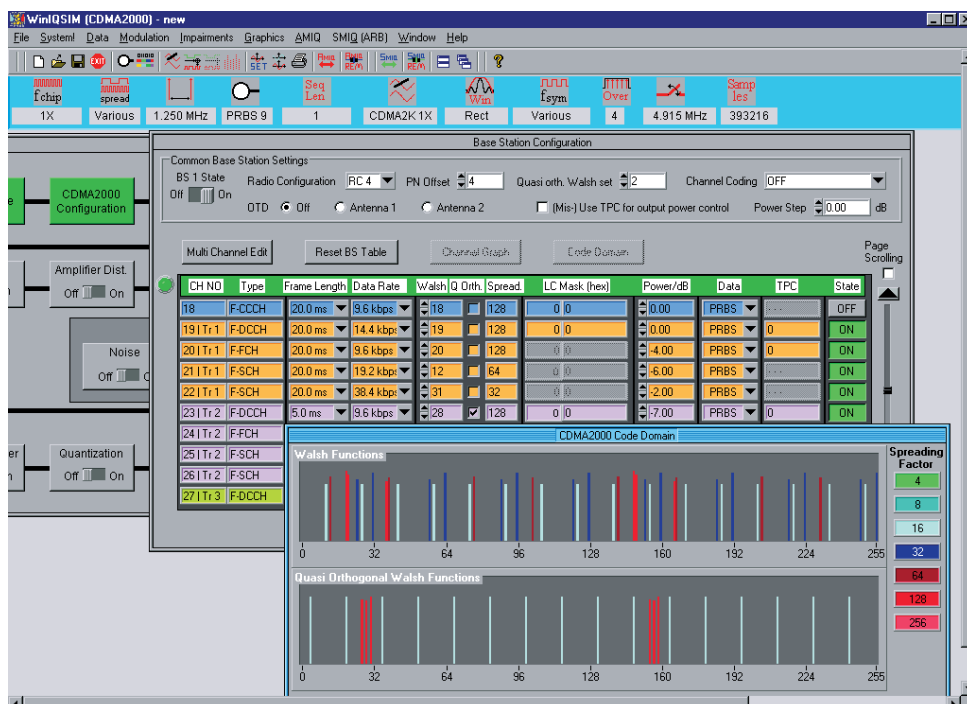 WinIQSIM (CDMA2000) - new
File System! Data Modulation Impairments Graphics AMIQ SMIQ (ARB) Window Help
EXIT SET AMIQ AMIQ REM SMIQ SMIQ REM
fchip spread Seq Len Win fsym Over Samp les
1X Various 1.250 MHz PRBS 9 1 CDMA2K 1X Rect Various 4 4.915 MHz 393216
Base Station Configuration
Common Base Station Settings
BS 1 State
Off On
Radio Configuration RC 4 PN Offset 4 Quasi orth. Walsh set 2 Channel Coding OFF
OTD Off Antenna 1 Antenna 2 (Mis-) Use TPC for output power control Power Step 0.00 dB
CDMA2000
Configuration
Multi Channel Edit Reset BS Table Channel Graph Code Domain
Page
Scrolling
Amplifier Dist.
Off On
Noise
Off
Quantization
Off On
CH NO Type Frame Length Data Rate Walsh Q Orth. Spread. LC Mask (hex) Power/dB Data TPC State
18 F-CCCH 20.0 ms 9.6 kbps 18 128 0 0 0.00 PRBS ... OFF
19 | Tr 1 F-DCCH 20.0 ms 14.4 kbps 19 128 0 0 0.00 PRBS 0 ON
20 | Tr 1 F-FCH 20.0 ms 9.6 kbps 20 128 0 0 -4.00 PRBS 0 ON
21 | Tr 1 F-SCH 20.0 ms 19.2 kbps 12 64 0 0 -6.00 PRBS ... ON
22 | Tr 1 F-SCH 20.0 ms 38.4 kbps 31 32 0 0 -2.00 PRBS ... ON
23 | Tr 2 F-DCCH 5.0 ms 9.6 kbps 28 128 0 0 -7.00 PRBS 0 ON
24 | Tr 2 F-FCH
25 | Tr 2 F-SCH
26 | Tr 2 F-SCH
27 | Tr 3 F-DCCH
CDMA2000 Code Domain
Walsh Functions
0 32 64 96 128 160 192 224 255
Quasi Orthogonal Walsh Functions
0 32 64 96 128 160 192 224 255
Spreading
Factor
4
8
16
32
64
128
256